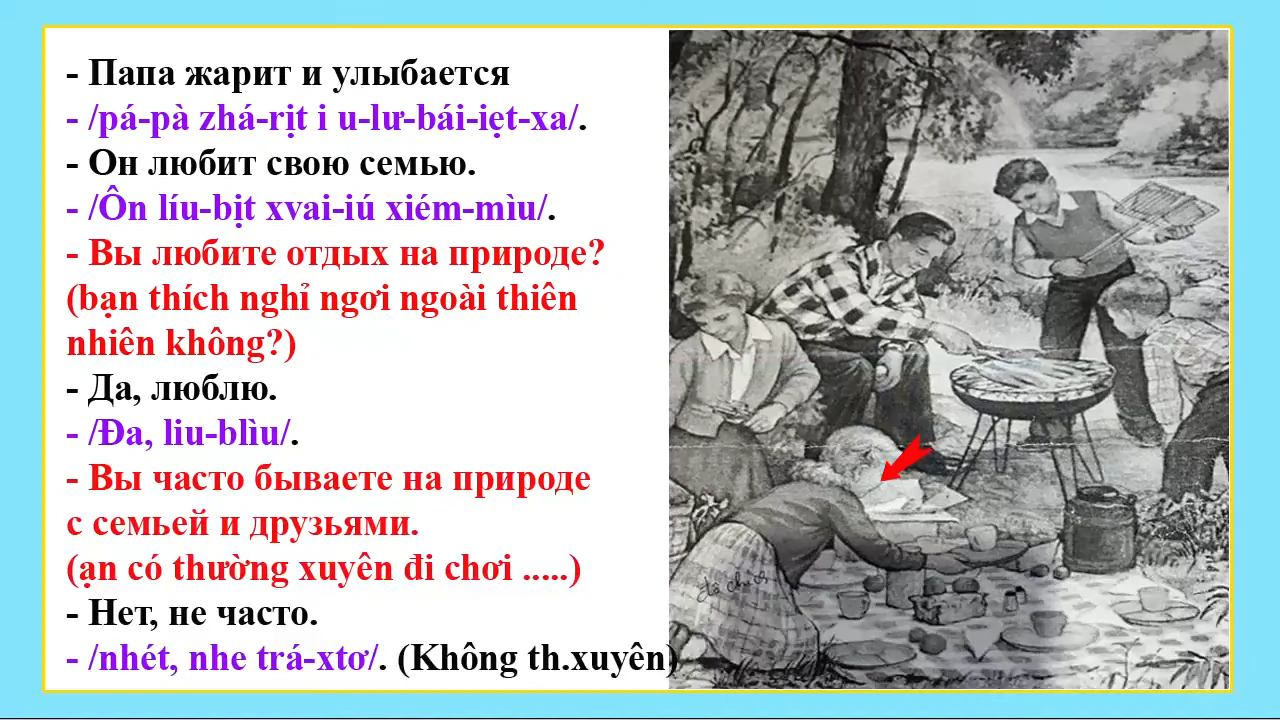 - Папа жарит и улыбается
- /pá-pà zhá-rịt i u-lư-bái-iẹt-xa/.
- Он любит свою семью.
- /Ôn líu-bịt xvai-iú xiém-mìu/.
- Вы любите отдых на природе?
(bạn thích nghỉ ngơi ngoài thiên
nhiên không?)
- Да, люблю.
- /Đa, liu-blìu/.
- Вы часто бываете на природе
с семьей и друзьями.
(ạn có thường xuyên đi chơi .....)
- Нет, не часто.
- /nhét, nhe trá-xtơ/. (Không th.xuyên)